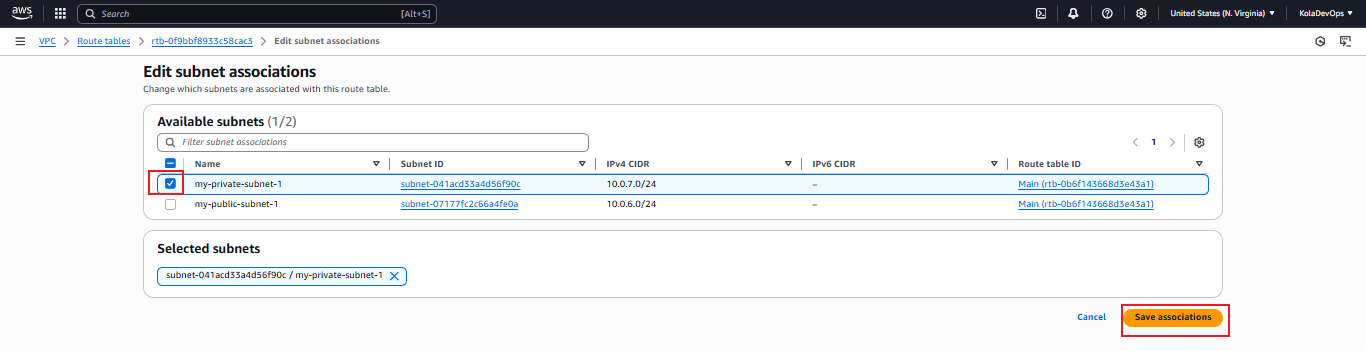 aws Search [Alt+S] United States (N. Virginia) KolaDevOps
VPC > Route tables > rtb-0f9bbf8933c58cac3 > Edit subnet associations
Edit subnet associations
Change which subnets are associated with this route table.
Available subnets (1/2)
Filter subnet associations
1
Name Subnet ID IPv4 CIDR IPv6 CIDR Route table ID
my-private-subnet-1 subnet-041acd33a4d56f90c 10.0.7.0/24 – Main (rtb-0b6f143668d3e43a1)
my-public-subnet-1 subnet-07177fc2c66a4fe0a 10.0.6.0/24 – Main (rtb-0b6f143668d3e43a1)
Selected subnets
subnet-041acd33a4d56f90c / my-private-subnet-1
Cancel Save associations